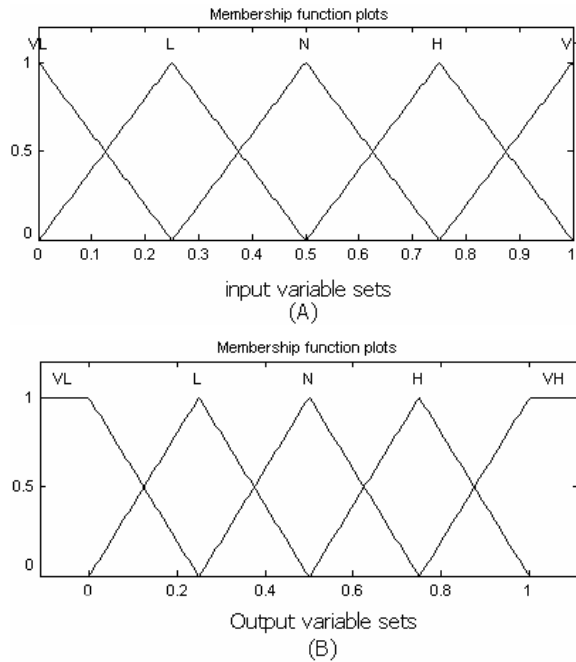 Membership function plots
VL L N H V
1
0.5
0
0 0.1 0.2 0.3 0.4 0.5 0.6 0.7 0.8 0.9 1
input variable sets
(A)
Membership function plots
VL L N H VH
1
0.5
0
0 0.2 0.4 0.6 0.8 1
Output variable sets
(B)